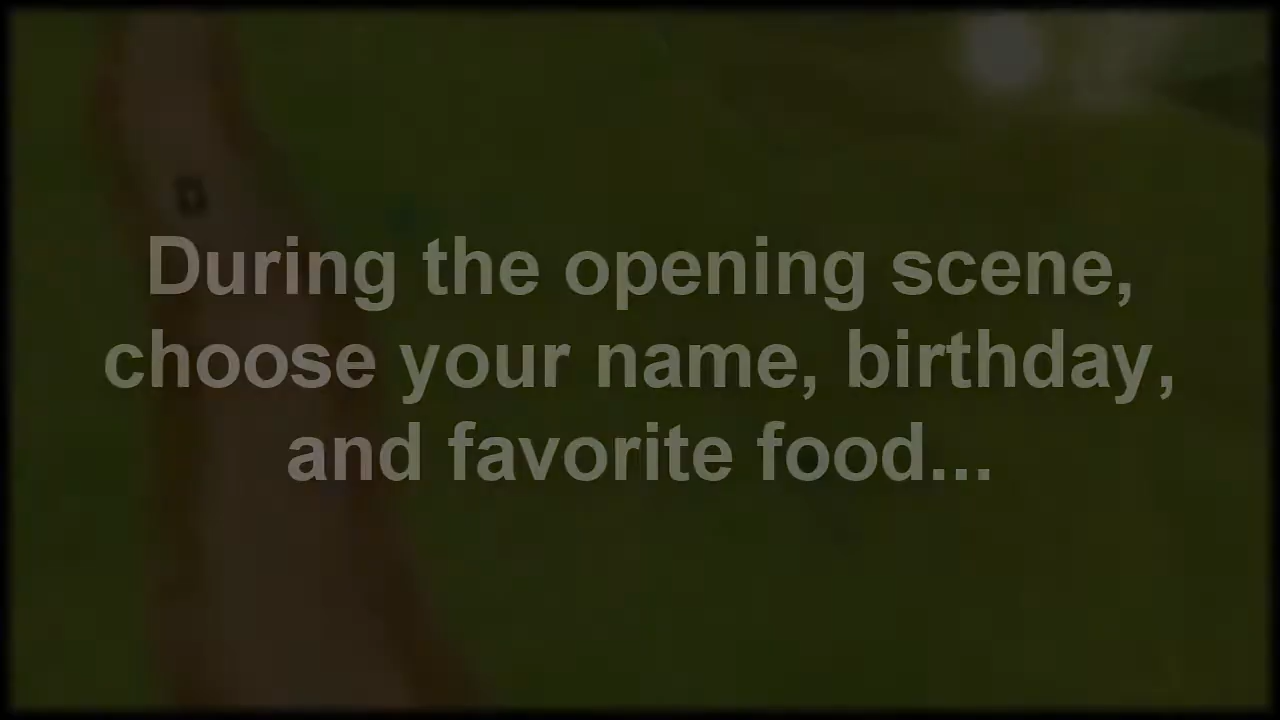 During the opening scene,
choose your name, birthday,
and favorite food...